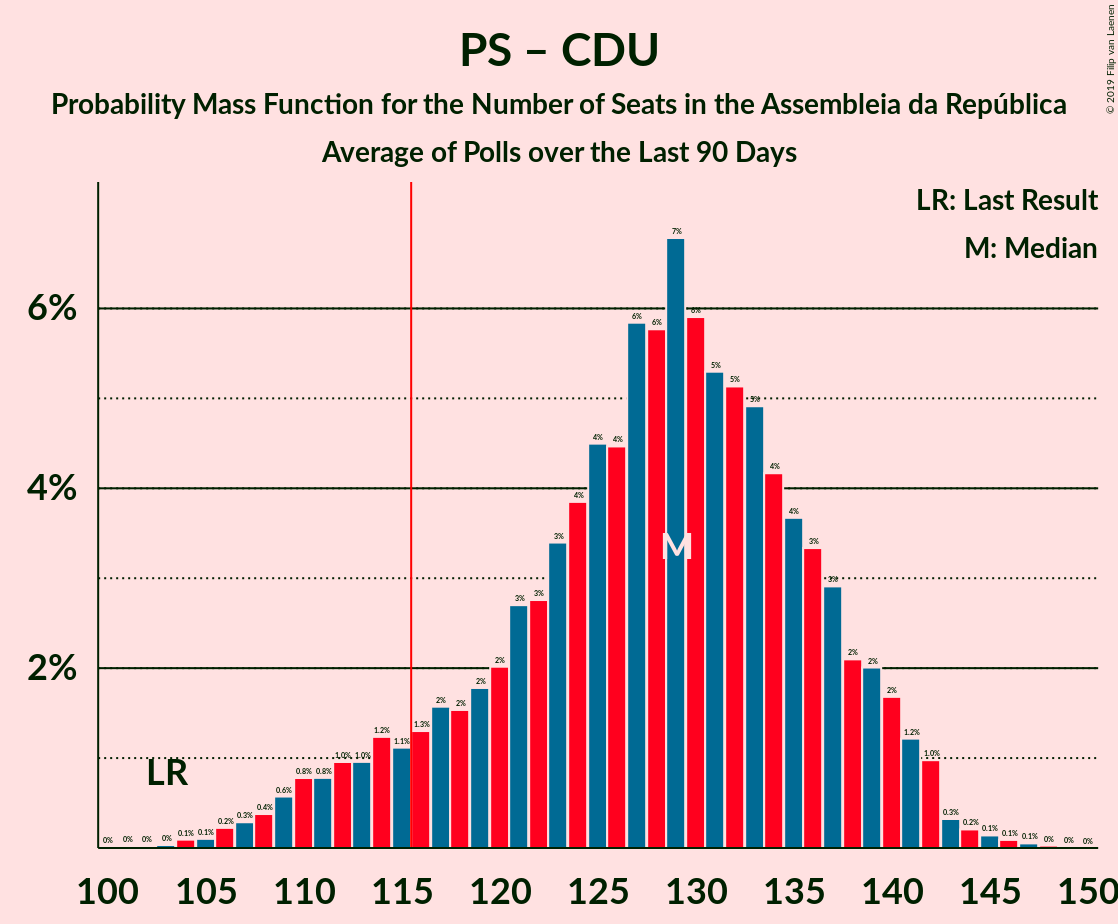 PS – CDU
Probability Mass Function for the Number of Seats in the Assembleia da República
Average of Polls over the Last 90 Days
© 2019 Filip van Laenen
LR: Last Result
M: Median
6%
4%
2%
0% 0% 0% 0% 0.1% 0.1% 0.2% 0.3% 0.4% 0.6% 0.8% 0.8% 1.0% 1.0% 1.2% 1.1% 1.3% 2% 2% 2% 2% 3% 3% 3% 4% 4% 4% 6% 6% 7% 6% 5% 5% 5% 4% 4% 3% 3% 2% 2% 2% 1.2% 1.0% 0.3% 0.2% 0.1% 0.1% 0.1% 0% 0% 0%
LR
M
100 105 110 115 120 125 130 135 140 145 150